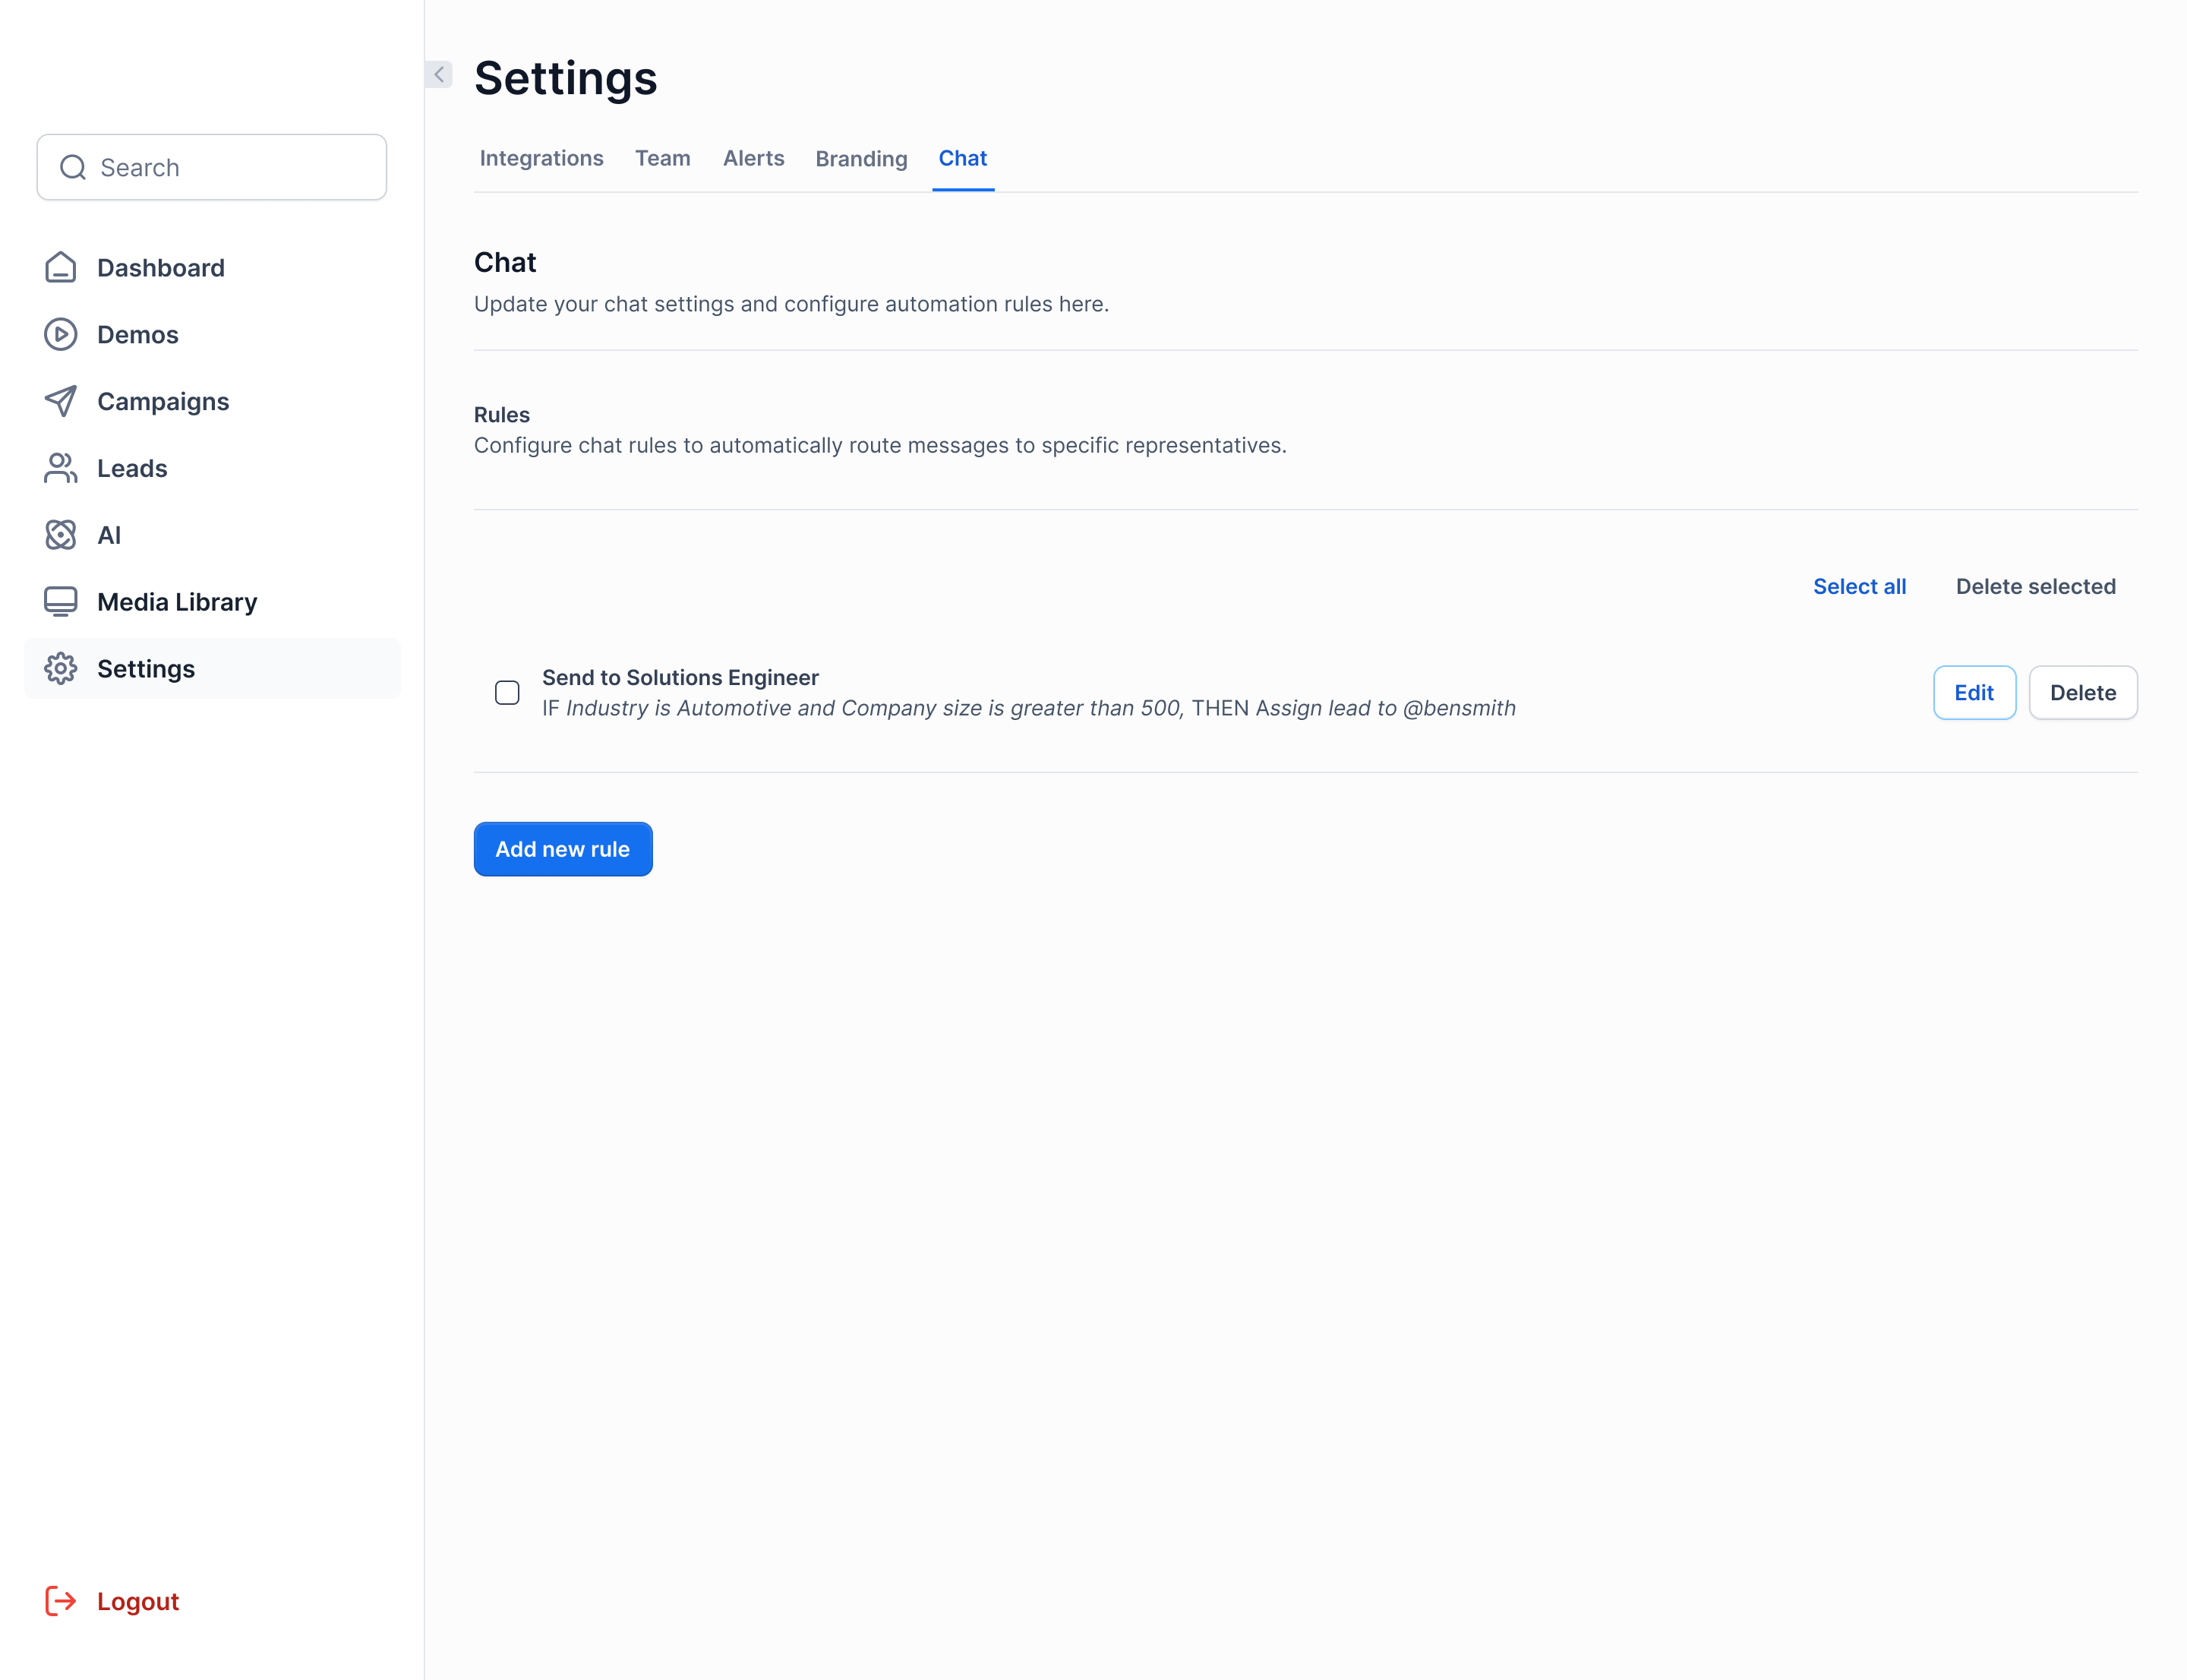 Search
Dashboard
Demos
Campaigns
Leads
AI
Media Library
Settings
Logout
Settings
Integrations Team Alerts Branding Chat
Chat
Update your chat settings and configure automation rules here.
Rules
Configure chat rules to automatically route messages to specific representatives.
Select all Delete selected
Send to Solutions Engineer
IF Industry is Automotive and Company size is greater than 500, THEN Assign lead to @bensmith
Edit Delete
Add new rule